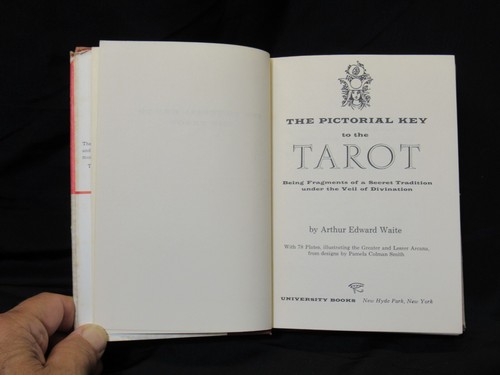 THE PICTORIAL KEY
to the
TAROT
Being Fragments of a Secret Tradition
under the Veil of Divination
by Arthur Edward Waite
With 78 Plates, illustrating the Greater and Lesser Arcana,
from designs by Pamela Colman Smith
UNIVERSITY BOOKS New Hyde Park, New York